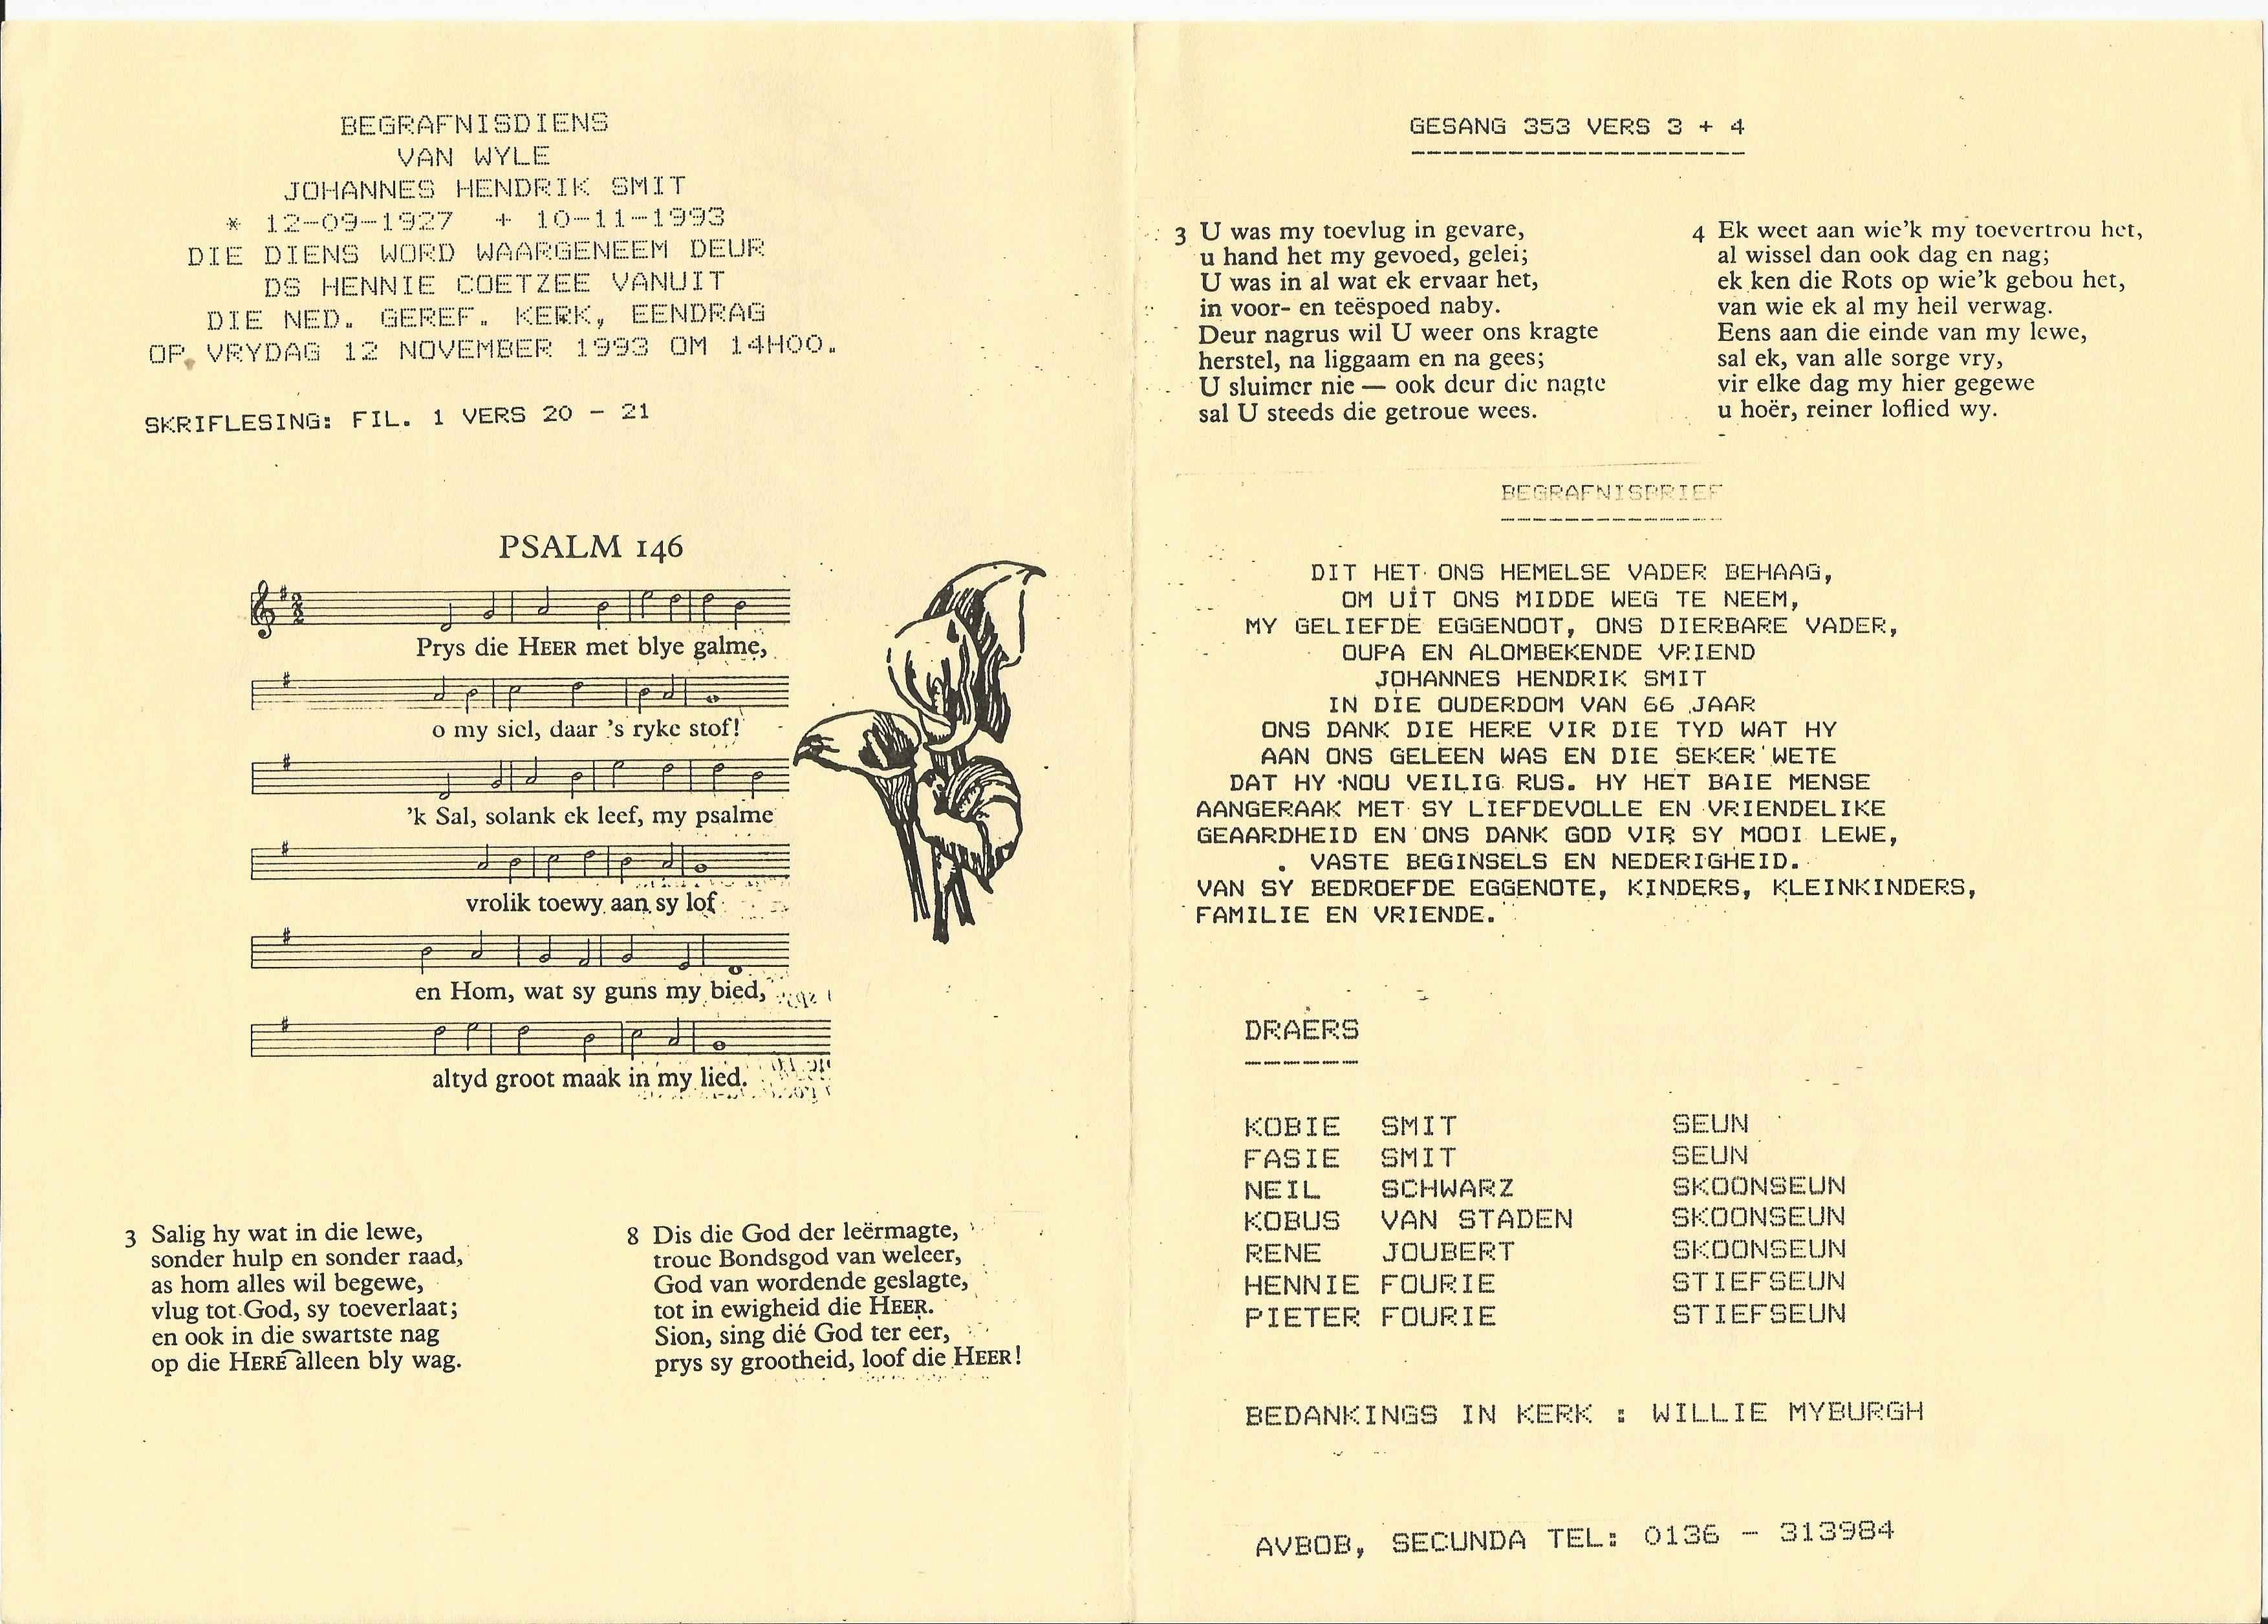 BEGRAFNISDIENS
VAN WYLE
JOHANNES HENDRIK SMIT
* 12-09-1927 + 10-11-1993
DIE DIENS WORD WAARGENEEM DEUR
DS HENNIE COETZEE VANUIT
DIE NED. GEREF. KERK, EENDRAG
OP VRYDAG 12 NOVEMBER 1993 OM 14H00.
SKRIFLESING: FIL. 1 VERS 20 - 21
PSALM 146
Prys die HEER met blye galme,
o my siel, daar 's ryke stof!
'k Sal, solank ek leef, my psalme
vrolik toewy aan sy lof
en Hom, wat sy guns my bied,
altyd groot maak in my lied.
3 Salig hy wat in die lewe,
sonder hulp en sonder raad,
as hom alles wil begewe,
vlug tot God, sy toeverlaat;
en ook in die swartste nag
op die HERE alleen bly wag.
8 Dis die God der leërmagte,
troue Bondsgod van weleer,
God van wordende geslagte,
tot in ewigheid die HEER.
Sion, sing dié God ter eer,
prys sy grootheid, loof die HEER!
GESANG 353 VERS 3 + 4
3 U was my toevlug in gevare,
u hand het my gevoed, gelei;
U was in al wat ek ervaar het,
in voor- en teëspoed naby.
Deur nagrus wil U weer ons kragte
herstel, na liggaam en na gees;
U sluimer nie — ook deur die nagte
sal U steeds die getroue wees.
4 Ek weet aan wie'k my toevertrou het,
al wissel dan ook dag en nag;
ek ken die Rots op wie'k gebou het,
van wie ek al my heil verwag.
Eens aan die einde van my lewe,
sal ek, van alle sorge vry,
vir elke dag my hier gegewe
u hoër, reiner loflied wy.
BEGRAFNISBRIEF
DIT HET ONS HEMELSE VADER BEHAAG,
OM UIT ONS MIDDE WEG TE NEEM,
MY GELIEFDE EGGENOOT, ONS DIERBARE VADER,
OUPA EN ALOMBEKENDE VRIEND
JOHANNES HENDRIK SMIT
IN DIE OUDERDOM VAN 66 JAAR
ONS DANK DIE HERE VIR DIE TYD WAT HY
AAN ONS GELEEN WAS EN DIE SEKER WETE
DAT HY NOU VEILIG RUS. HY HET BAIE MENSE
AANGERAAK MET SY LIEFDEVOLLE EN VRIENDELIKE
GEAARDHEID EN ONS DANK GOD VIR SY MOOI LEWE,
VASTE BEGINSELS EN NEDERIGHEID.
VAN SY BEDROEFDE EGGENOTE, KINDERS, KLEINKINDERS,
FAMILIE EN VRIENDE.
DRAERS
KOBIE SMIT SEUN
FASIE SMIT SEUN
NEIL SCHWARZ SKOONSEUN
KOBUS VAN STADEN SKOONSEUN
RENE JOUBERT SKOONSEUN
HENNIE FOURIE STIEFSEUN
PIETER FOURIE STIEFSEUN
BEDANKINGS IN KERK : WILLIE MYBURGH
AVBOB, SECUNDA TEL: 0136 - 313984